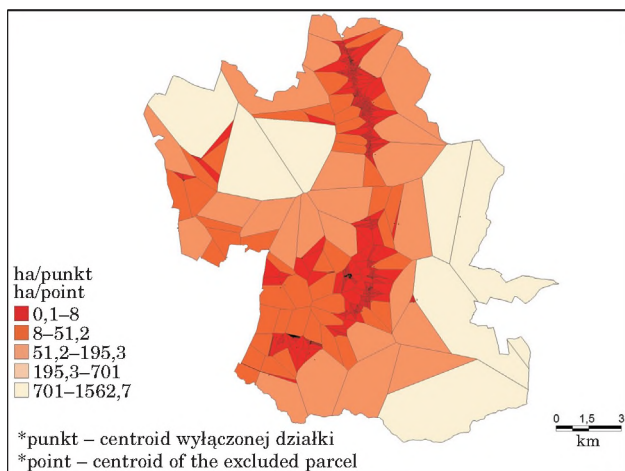 ha/punkt
ha/point
0,1–8
8–51,2
51,2–195,3
195,3–701
701–1562,7
0 1,5 3
km
*punkt – centroid wyłączonej działki
*point – centroid of the excluded parcel